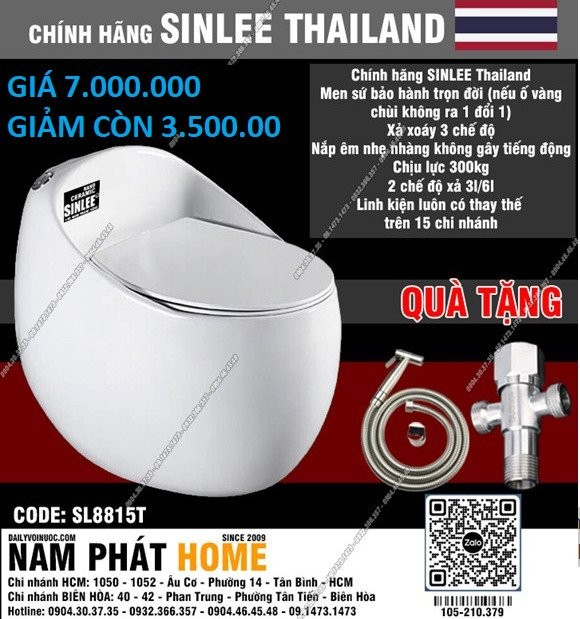 CHÍNH HÃNG SINLEE THAILAND
GIÁ 7.000.000
GIẢM CÒN 3.500.00
Chính hãng SINLEE Thailand
Men sứ bảo hành trọn đời (nếu ố vàng
chùi không ra 1 đổi 1)
Xả xoáy 3 chế độ
Nắp êm nhẹ nhàng không gây tiếng động
Chịu lực 300kg
2 chế độ xả 3l/6l
Linh kiện luôn có thay thế
trên 15 chi nhánh
NANO
CERAMIC
SINLEE
QUÀ TẶNG
CODE: SL8815T
DAILYVOINUOC.COM
SINCE 2009
NAM PHÁT HOME
Chi nhánh HCM: 1050 - 1052 - Âu Cơ - Phường 14 - Tân Bình - HCM
Chi nhánh BIÊN HÒA: 40 - 42 - Phan Trung - Phường Tân Tiến - Biên Hòa
Hotline: 0904.30.37.35 - 0932.366.357 - 0904.46.45.48 - 09.1473.1473
Zalo
105-210.379